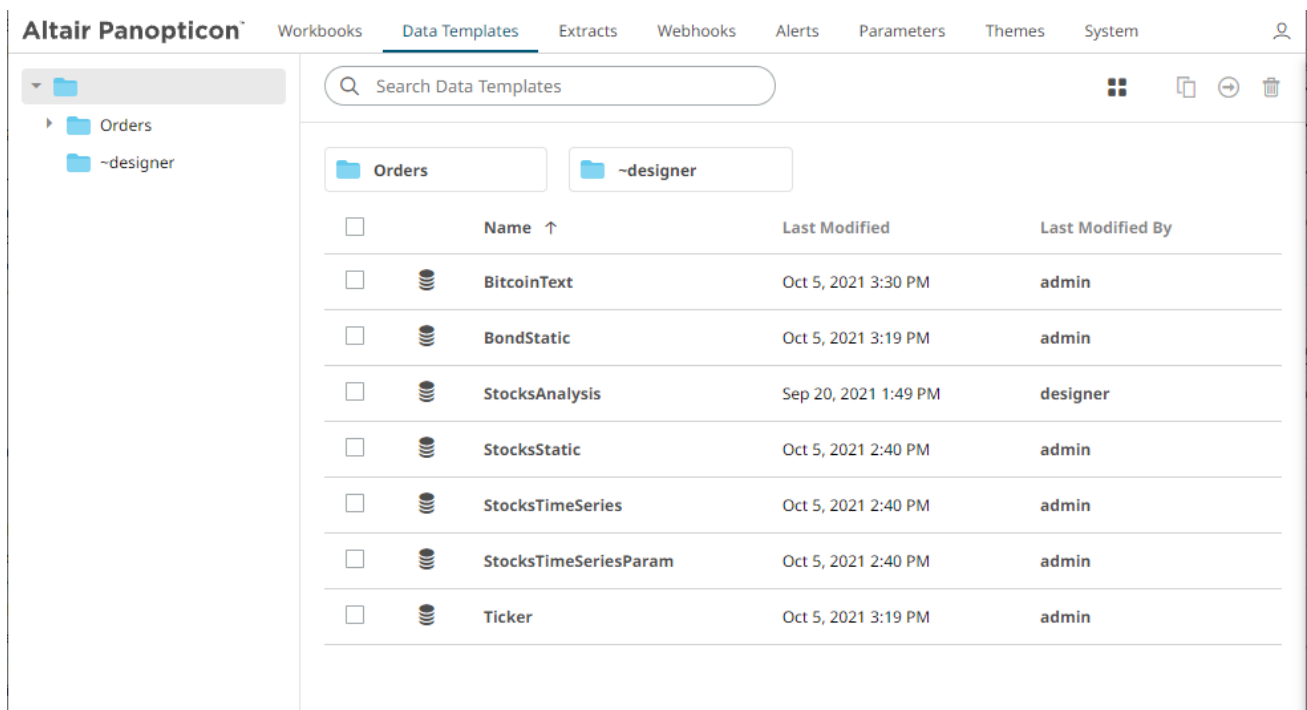 Altair Panopticon™ Workbooks Data Templates Extracts Webhooks Alerts Parameters Themes System
Search Data Templates
Orders
~designer
Orders ~designer
Name ↑ Last Modified Last Modified By
BitcoinText Oct 5, 2021 3:30 PM admin
BondStatic Oct 5, 2021 3:19 PM admin
StocksAnalysis Sep 20, 2021 1:49 PM designer
StocksStatic Oct 5, 2021 2:40 PM admin
StocksTimeSeries Oct 5, 2021 2:40 PM admin
StocksTimeSeriesParam Oct 5, 2021 2:40 PM admin
Ticker Oct 5, 2021 3:19 PM admin